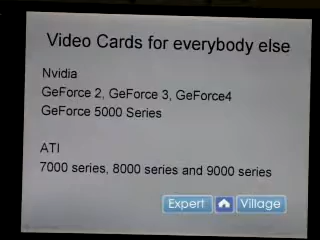 Video Cards for everybody else
Nvidia
GeForce 2, GeForce 3, GeForce4
GeForce 5000 Series
ATI
7000 series, 8000 series and 9000 series
Expert Village